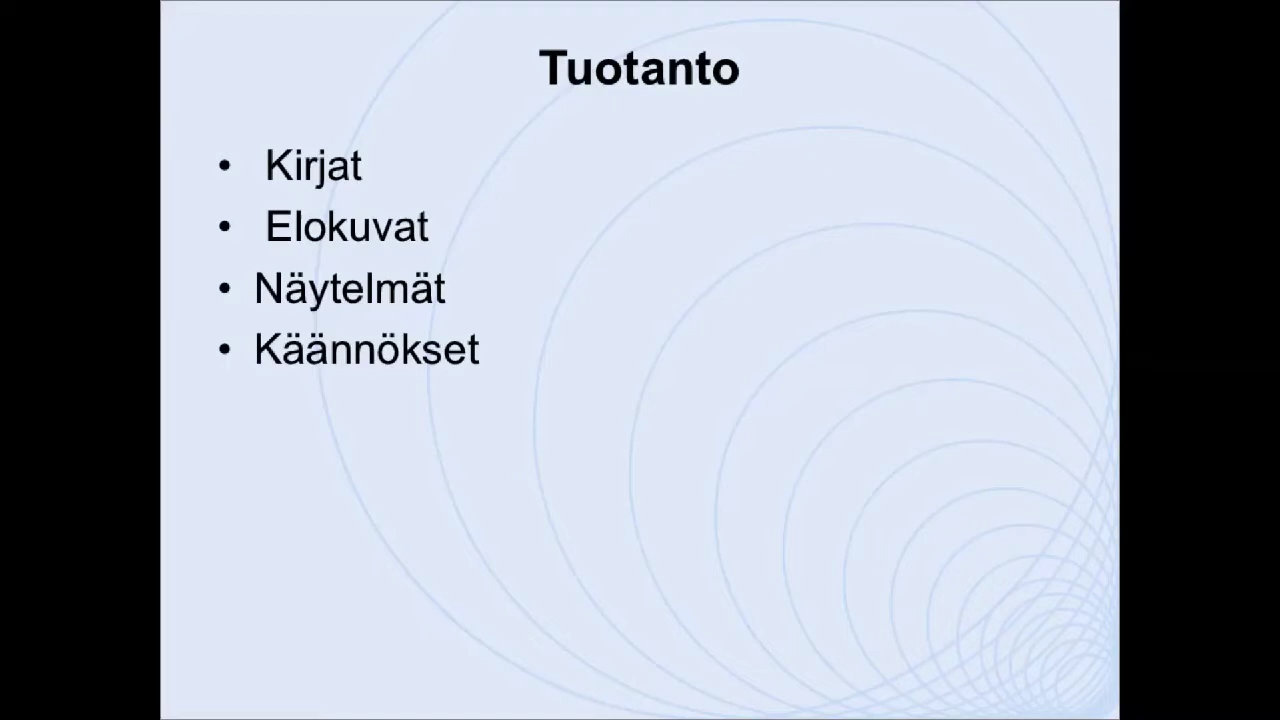 Tuotanto
• Kirjat
• Elokuvat
• Näytelmät
• Käännökset